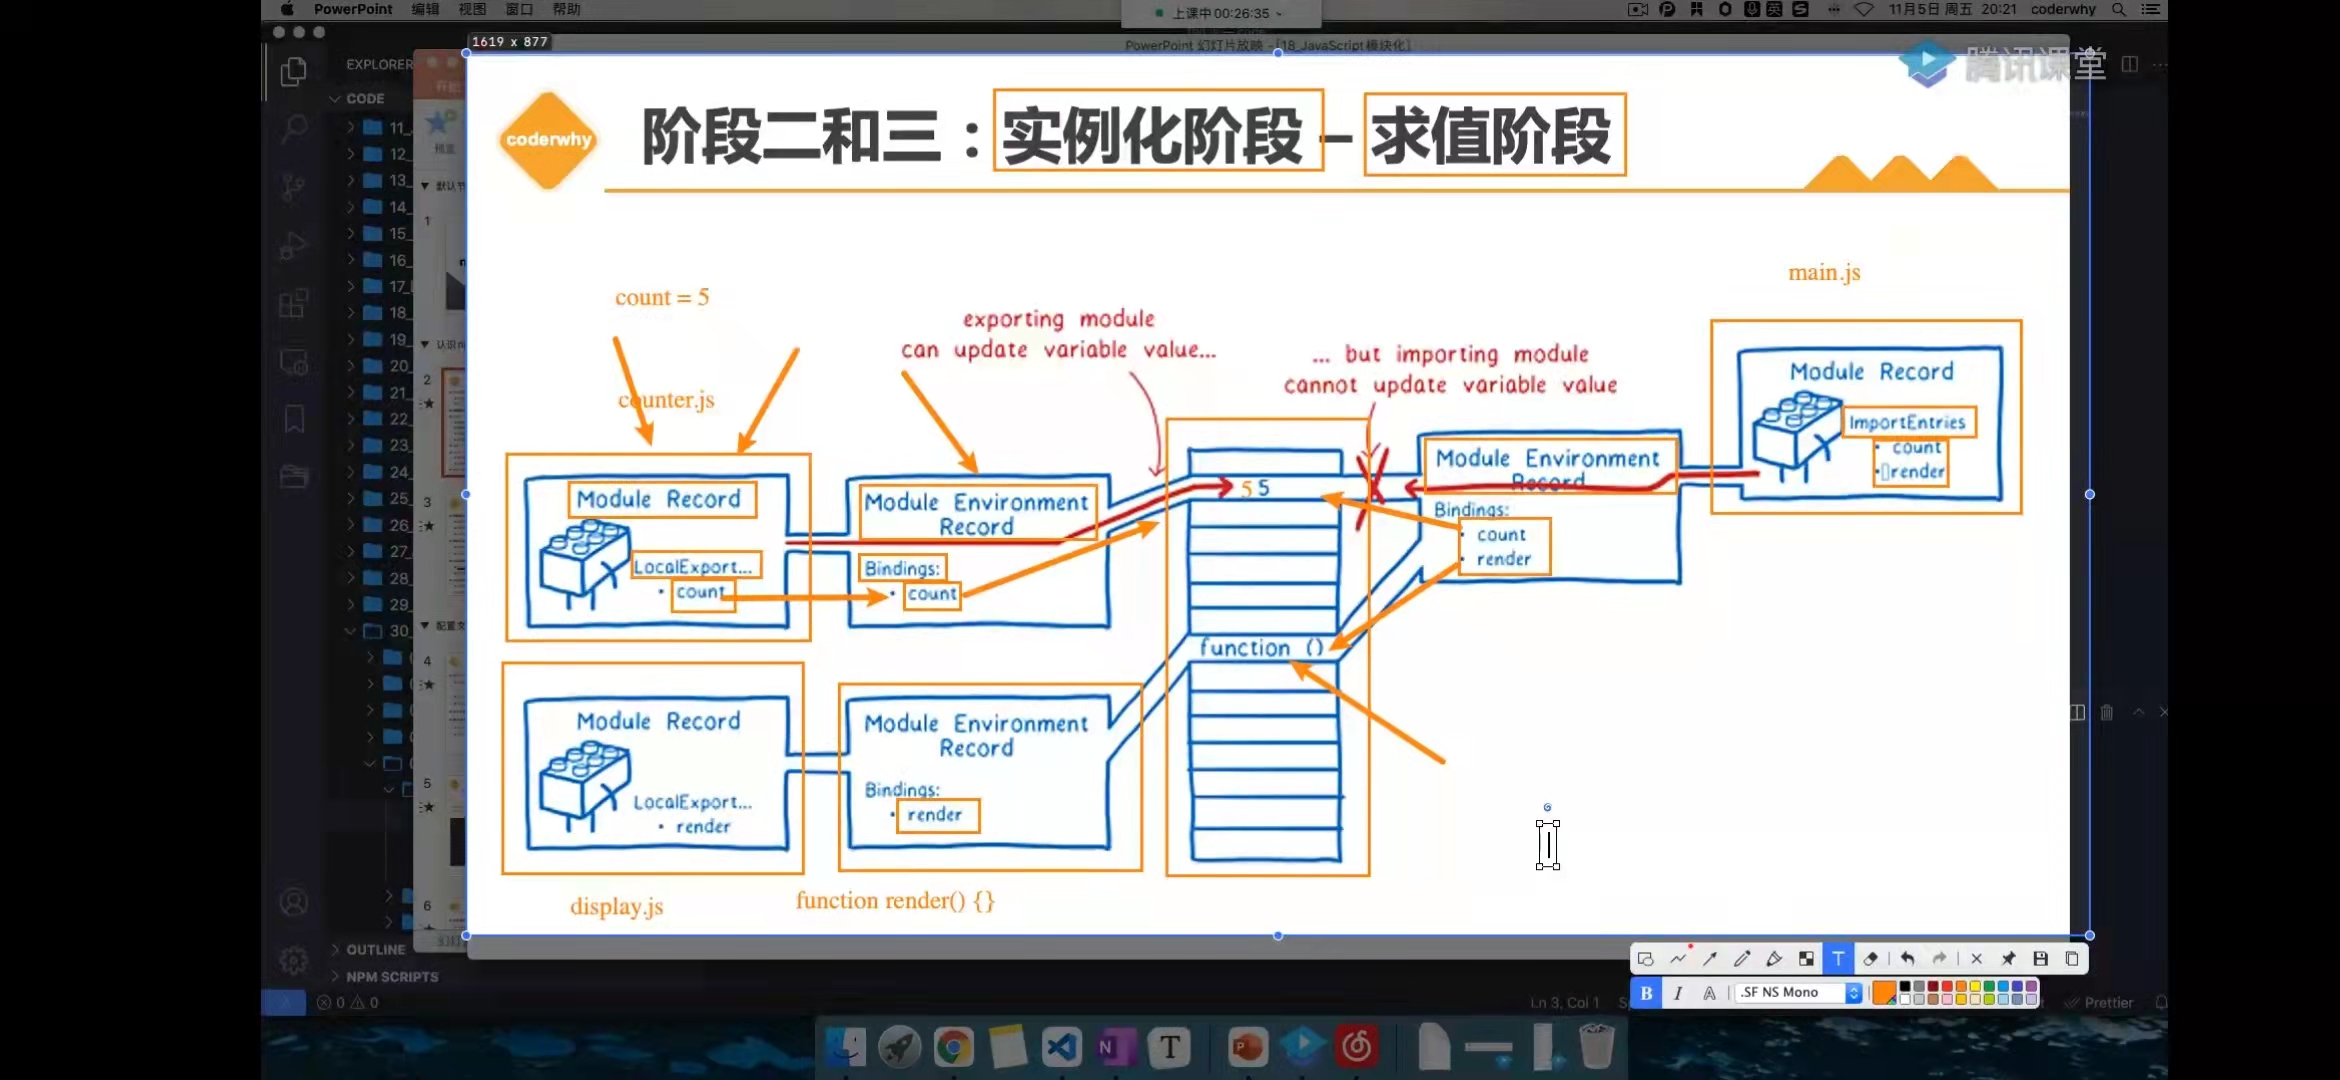 PowerPoint 编辑 视图 窗口 帮助
上课中00:26:35
11月5日 周五 20:21 coderwhy
1619 x 877
PowerPoint 幻灯片放映 - [18_JavaScript模块化]
腾讯课堂
EXPLORER
CODE
11_
12_
13_
14_
15_
16_
17_
18_
19_
20_
21_
22_
23_
24_
25_
26_
27_
28_
29_
30_
OUTLINE
NPM SCRIPTS
1
2
3
4
5
6
coderwhy
阶段二和三：实例化阶段 – 求值阶段
main.js
count = 5
exporting module
can update variable value...
... but importing module
cannot update variable value
counter.js
Module Record
LocalExport...
• count
Module Environment
Record
Bindings:
• count
5 5
function ()
Module Environment
Record
Bindings:
• count
• render
Module Record
ImportEntries
• count
• render
Module Record
LocalExport...
• render
Module Environment
Record
Bindings:
• render
display.js
function render() {}
B I A .SF NS Mono
0 0
Ln 3, Col 1
Prettier